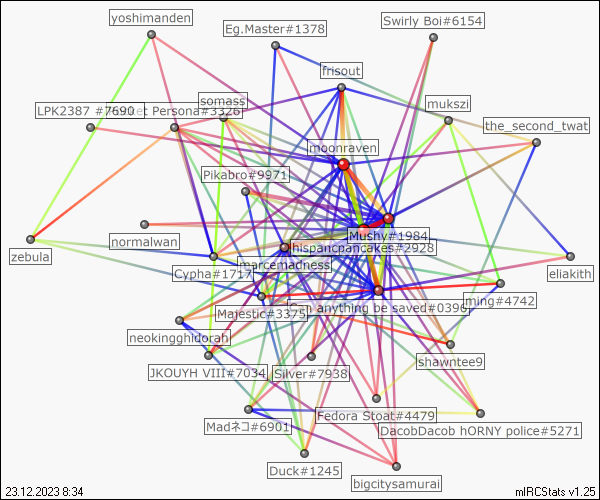 yoshimanden
Eg.Master#1378
Swirly Boi#6154
frisout
somass
mukszi
LPK2387 #7690
Persona#3326
the_second_twat
moonraven
Pikabro#9971
Mushy#1984
normalwan
hispancpancakes#2928
zebula
Cypha#1717
marcemadness
eliakith
Majestic#3375
anything be saved#0396
ming#4742
neokingghidorah
shawntee9
JKOUYH VIII#7034
Silver#7938
Fedora Stoat#4479
Madネコ#6901
DacobDacob hORNY police#5271
Duck#1245
bigcitysamurai
23.12.2023 8:34
mIRCStats v1.25